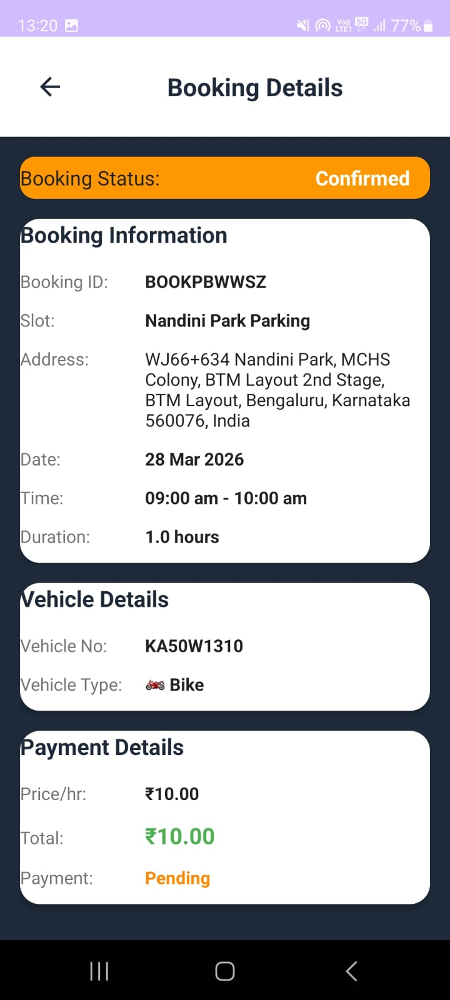 13:20
Vo)) LTE1 5G 77%
Booking Details
Booking Status: Confirmed
Booking Information
Booking ID: BOOKPBWWSZ
Slot: Nandini Park Parking
Address: WJ66+634 Nandini Park, MCHS
Colony, BTM Layout 2nd Stage,
BTM Layout, Bengaluru, Karnataka
560076, India
Date: 28 Mar 2026
Time: 09:00 am - 10:00 am
Duration: 1.0 hours
Vehicle Details
Vehicle No: KA50W1310
Vehicle Type: 🏍️ Bike
Payment Details
Price/hr: ₹10.00
Total: ₹10.00
Payment: Pending